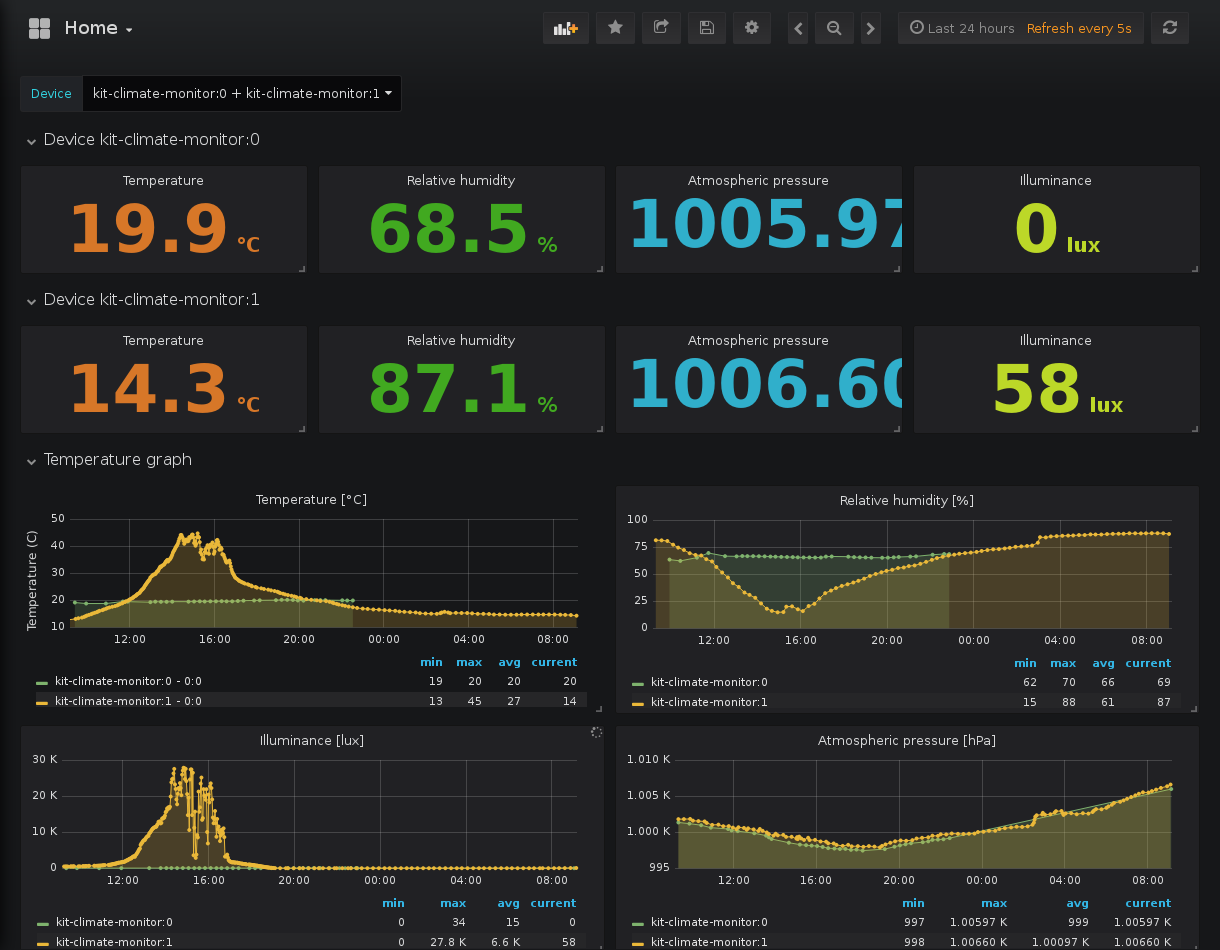 Home
Last 24 hours Refresh every 5s
Device kit-climate-monitor:0 + kit-climate-monitor:1
Device kit-climate-monitor:0
Temperature Relative humidity Atmospheric pressure Illuminance
19.9 °C 68.5 % 1005.97 0 lux
Device kit-climate-monitor:1
Temperature Relative humidity Atmospheric pressure Illuminance
14.3 °C 87.1 % 1006.60 58 lux
Temperature graph
Temperature [°C]
Temperature (C)
50
40
30
20
10
12:00 16:00 20:00 00:00 04:00 08:00
min max avg current
kit-climate-monitor:0 - 0:0 19 20 20 20
kit-climate-monitor:1 - 0:0 13 45 27 14
Relative humidity [%]
100
75
50
25
0
12:00 16:00 20:00 00:00 04:00 08:00
min max avg current
kit-climate-monitor:0 62 70 66 69
kit-climate-monitor:1 15 88 61 87
Illuminance [lux]
30 K
20 K
10 K
0
12:00 16:00 20:00 00:00 04:00 08:00
min max avg current
kit-climate-monitor:0 0 34 15 0
kit-climate-monitor:1 0 27.8 K 6.6 K 58
Atmospheric pressure [hPa]
1.010 K
1.005 K
1.000 K
995
12:00 16:00 20:00 00:00 04:00 08:00
min max avg current
kit-climate-monitor:0 997 1.00597 K 999 1.00597 K
kit-climate-monitor:1 998 1.00660 K 1.00097 K 1.00660 K